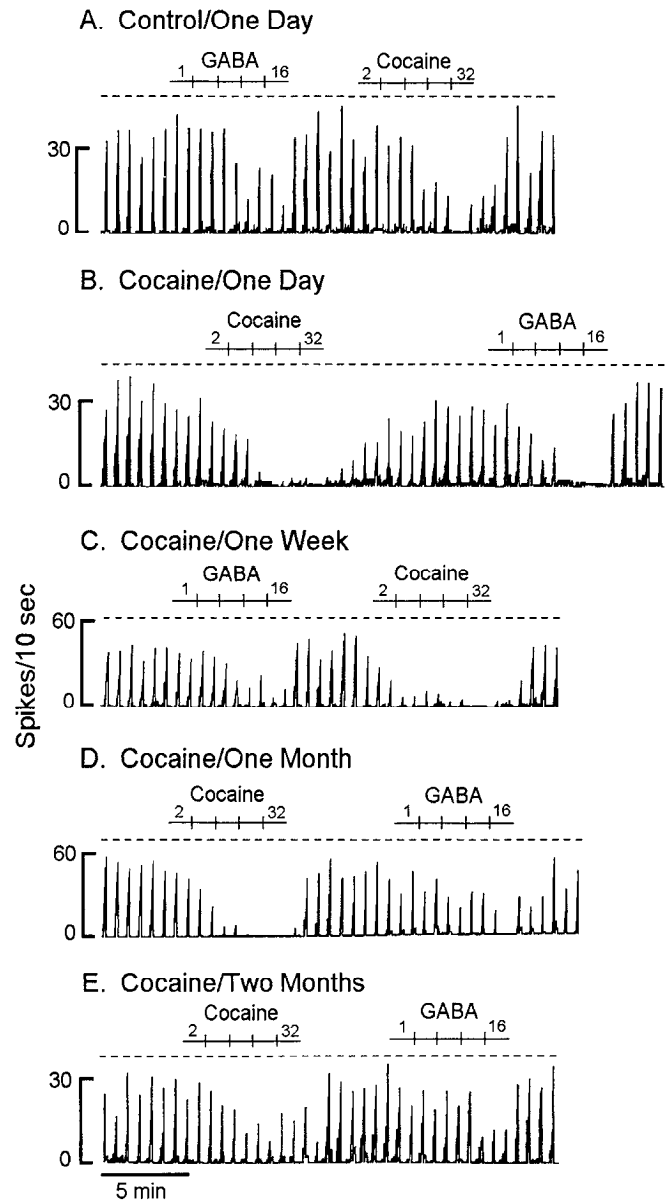 A. Control/One Day
GABA Cocaine
1 16 2 32
30
0
B. Cocaine/One Day
Cocaine GABA
2 32 1 16
30
0
C. Cocaine/One Week
GABA Cocaine
1 16 2 32
60
0
Spikes/10 sec
D. Cocaine/One Month
Cocaine GABA
2 32 1 16
60
0
E. Cocaine/Two Months
Cocaine GABA
2 32 1 16
30
0
5 min